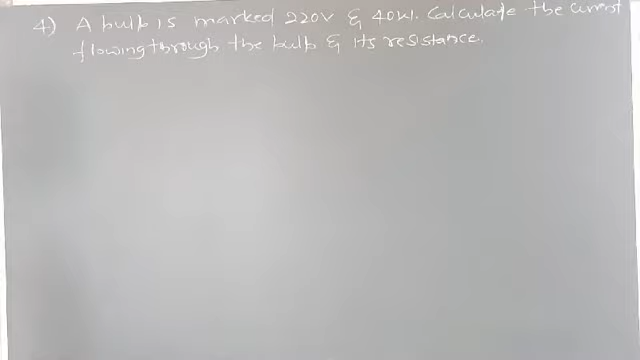 4) A bulb is marked 220V & 40W. Calculate the current
flowing through the bulb & its resistance.